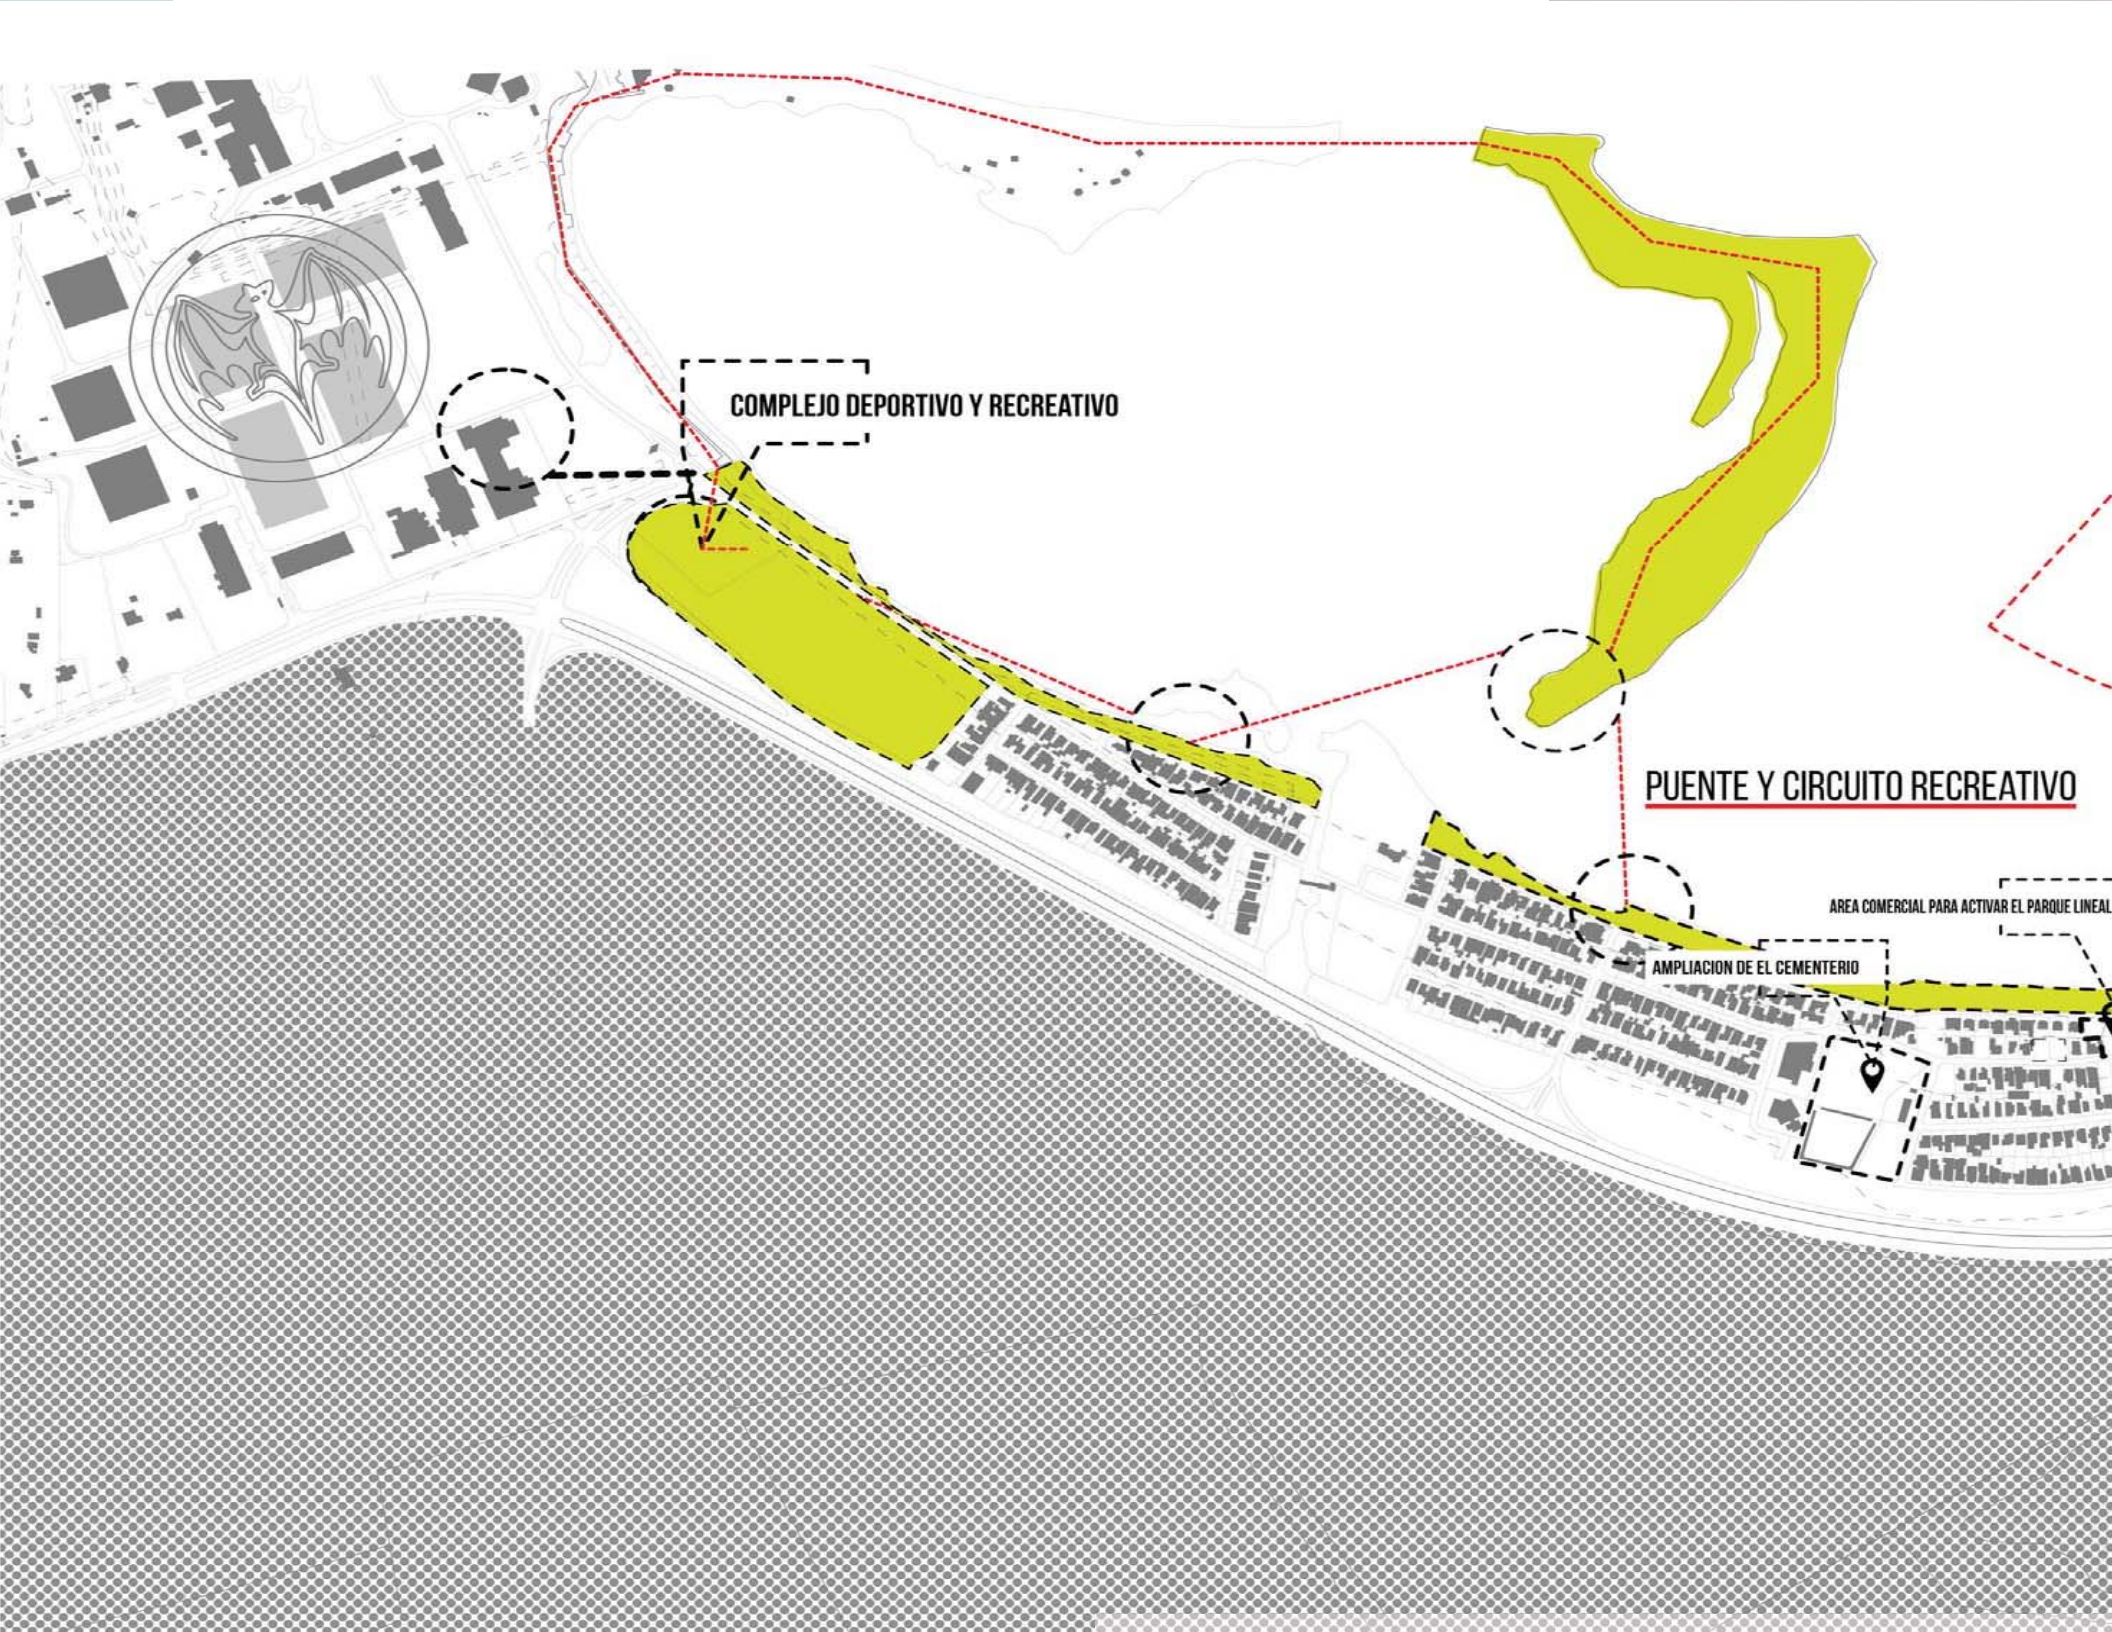 COMPLEJO DEPORTIVO Y RECREATIVO
PUENTE Y CIRCUITO RECREATIVO
AREA COMERCIAL PARA ACTIVAR EL PARQUE LINEAL
AMPLIACION DE EL CEMENTERIO